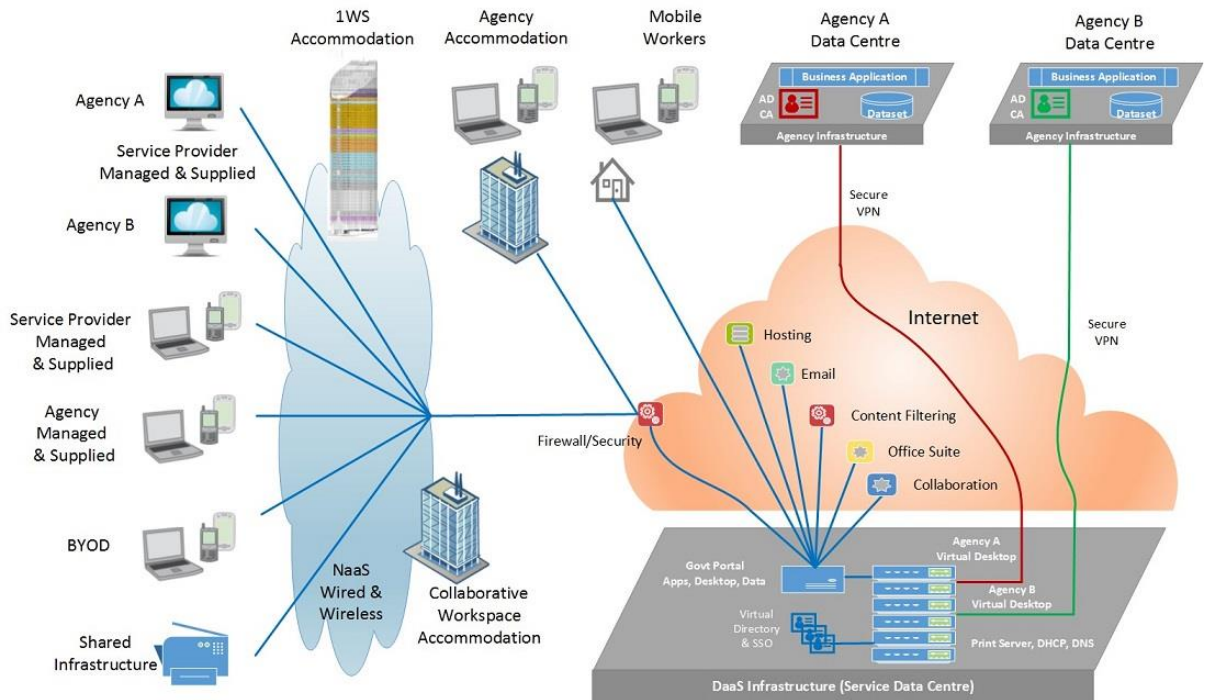 1WS
Accommodation
Agency
Accommodation
Mobile
Workers
Agency A
Data Centre
Agency B
Data Centre
Business Application
AD
CA
Dataset
Agency Infrastructure
Business Application
AD
CA
Dataset
Agency Infrastructure
Agency A
Service Provider
Managed & Supplied
Agency B
Service Provider
Managed
& Supplied
Agency
Managed
& Supplied
BYOD
Shared
Infrastructure
NaaS
Wired &
Wireless
Collaborative
Workspace
Accommodation
Firewall/Security
Secure
VPN
Secure
VPN
Internet
Hosting
Email
Content Filtering
Office Suite
Collaboration
Govt Portal
Apps, Desktop, Data
Agency A
Virtual Desktop
Agency B
Virtual Desktop
Virtual
Directory
& SSO
Print Server, DHCP, DNS
DaaS Infrastructure (Service Data Centre)